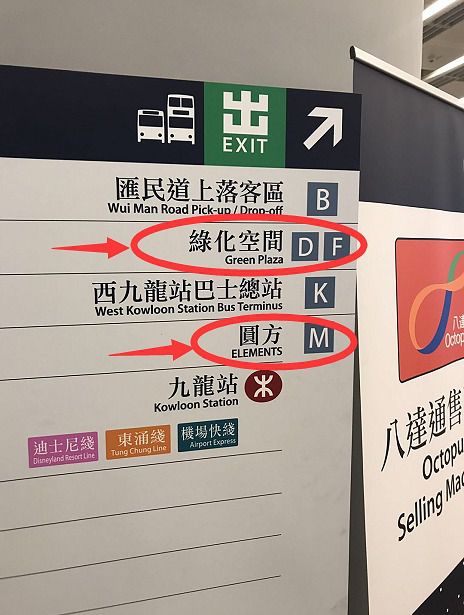 出
EXIT
匯民道上落客區 B
Wui Man Road Pick-up / Drop-off
綠化空間 D F
Green Plaza
西九龍站巴士總站 K
West Kowloon Station Bus Terminus
圓方 M
ELEMENTS
九龍站
Kowloon Station
迪士尼綫 東涌綫 機場快綫
Disneyland Resort Line Tung Chung Line Airport Express
八達通售
Selling